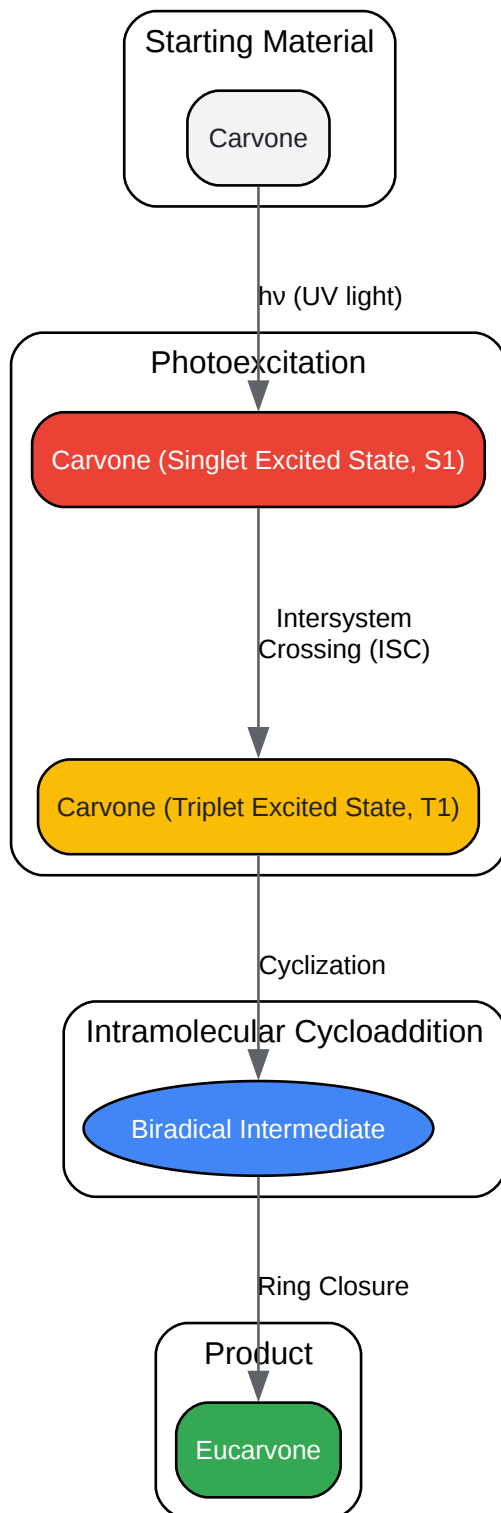 Starting Material
Carvone
hν (UV light)
Photoexcitation
Carvone (Singlet Excited State, S1)
Intersystem
Crossing (ISC)
Carvone (Triplet Excited State, T1)
Cyclization
Intramolecular Cycloaddition
Biradical Intermediate
Ring Closure
Product
Eucarvone